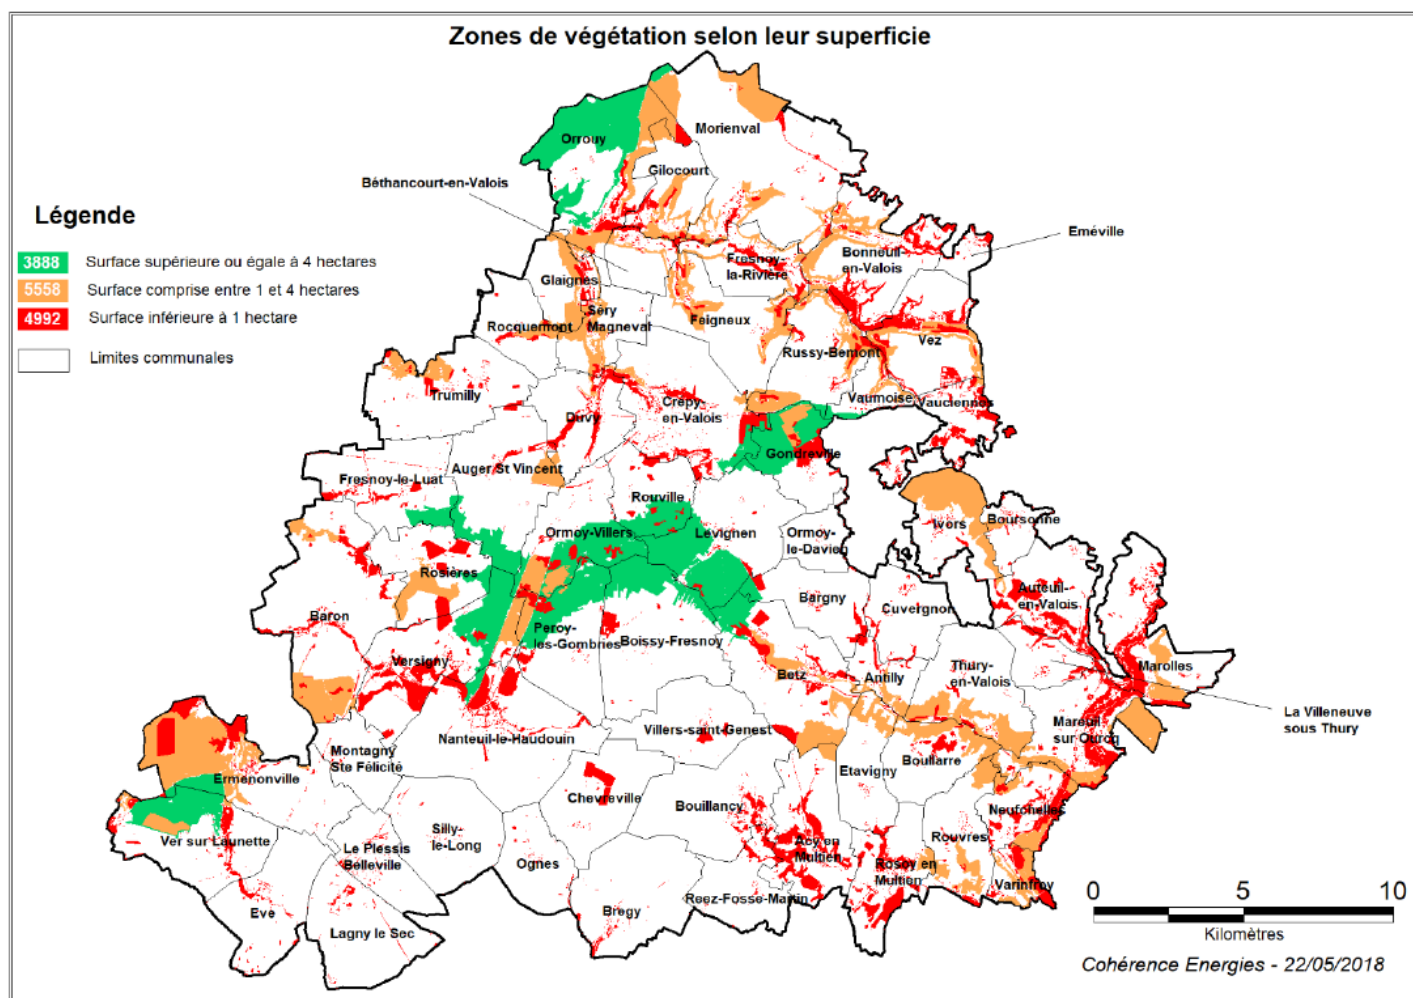 Zones de végétation selon leur superficie
Orrouy
Morienval
Gilocourt
Béthancourt-en-Valois
Légende
3888 Surface supérieure ou égale à 4 hectares
5558 Surface comprise entre 1 et 4 hectares
4992 Surface inférieure à 1 hectare
Limites communales
Eméville
Bonneuil-
en-Valois
Fresnoy-
la-Rivière
Glaignes
Séry
Magneval
Rocquemont
Feigneux
Russy-Bémont
Vez
Trumilly
Vaumoise
Vauciennes
Duvy
Crépy-
en-Valois
Gondreville
Auger St Vincent
Fresnoy-le-Luat
Rouville
Ormoy-Villers
Lévignen
Ormoy-
le-Davien
Ivors
Boursonne
Rosières
Bargny
Cuvergnon
Auteuil-
en-Valois
Baron
Peroy-
les-Gombries
Boissy-Fresnoy
Versigny
Betz
Antilly
Thury-
en-Valois
Marolles
La Villeneuve
sous Thury
Mareuil-
sur-Ourcq
Nanteuil-le-Haudouin
Villers-saint-Genest
Montagny
Ste Félicité
Ermenonville
Etavigny
Boullarre
Chevreville
Bouillancy
Neufchelles
Ver sur Launette
Silly-
le-Long
Le Plessis
Belleville
Ognes
Acy en
Multien
Rouvres
Rosoy en
Multien
Varinfroy
Reez-Fosse-Martin
Eve
Bregy
Lagny le Sec
0 5 10
Kilomètres
Cohérence Energies - 22/05/2018